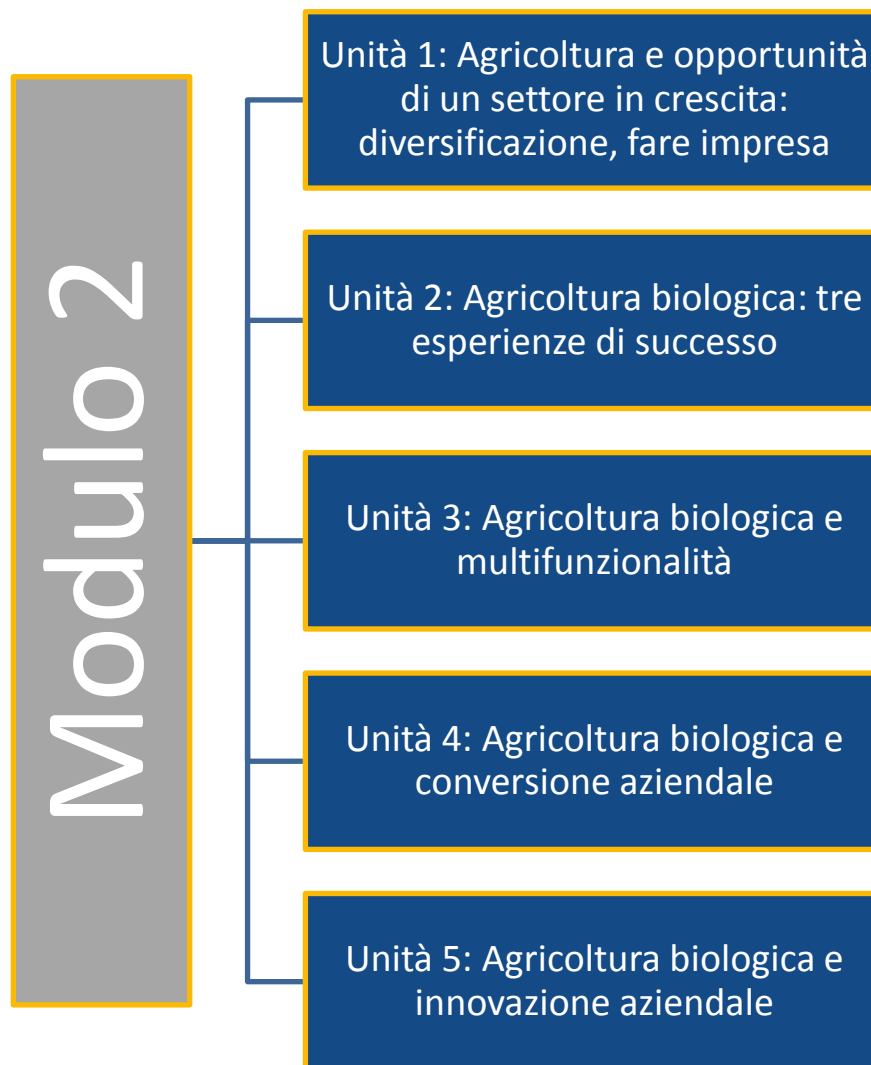 Modulo 2
Unità 1: Agricoltura e opportunità
di un settore in crescita:
diversificazione, fare impresa
Unità 2: Agricoltura biologica: tre
esperienze di successo
Unità 3: Agricoltura biologica e
multifunzionalità
Unità 4: Agricoltura biologica e
conversione aziendale
Unità 5: Agricoltura biologica e
innovazione aziendale